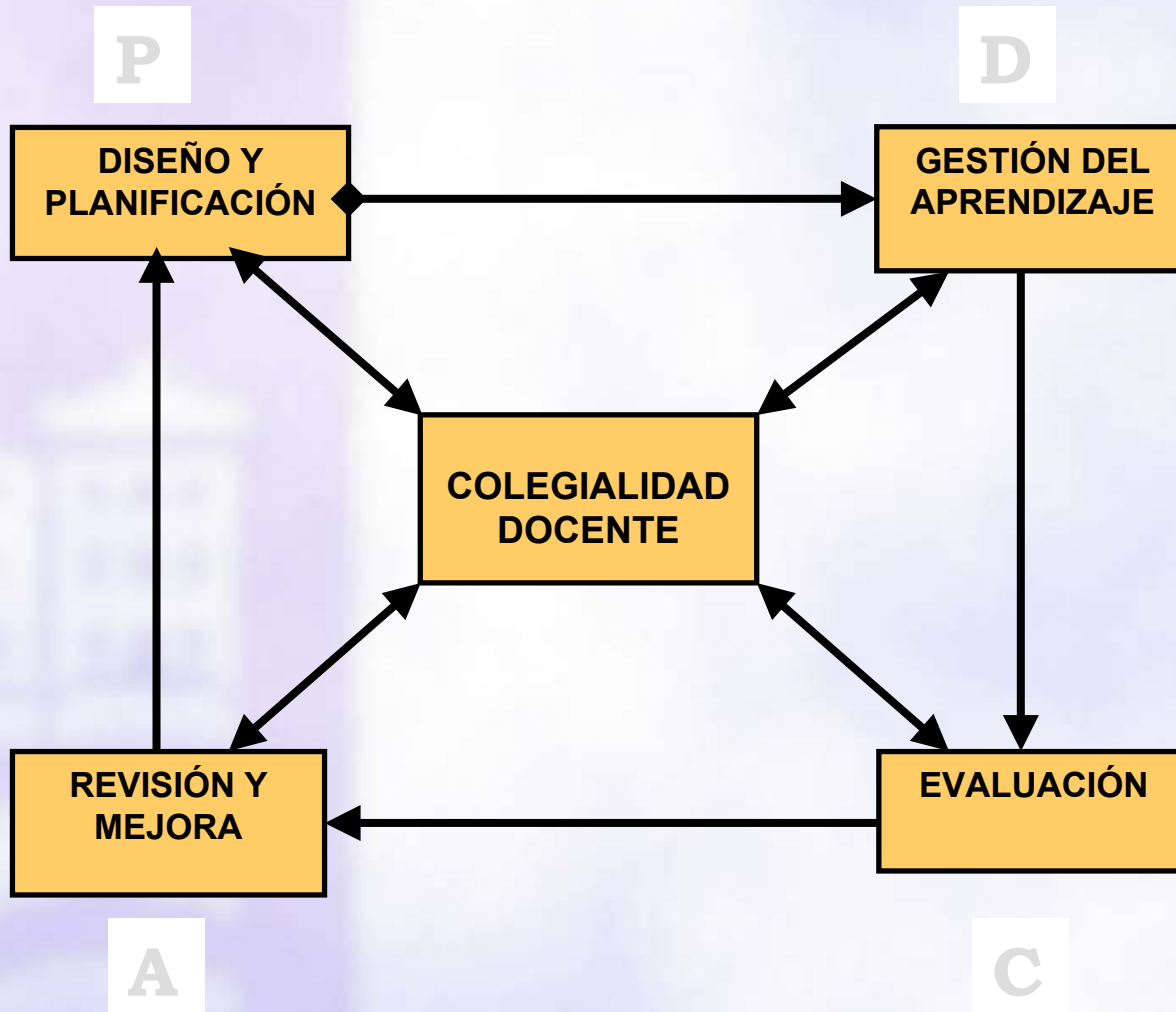 P
D
DISEÑO Y
PLANIFICACIÓN
GESTIÓN DEL
APRENDIZAJE
COLEGIALIDAD
DOCENTE
REVISIÓN Y
MEJORA
EVALUACIÓN
A
C